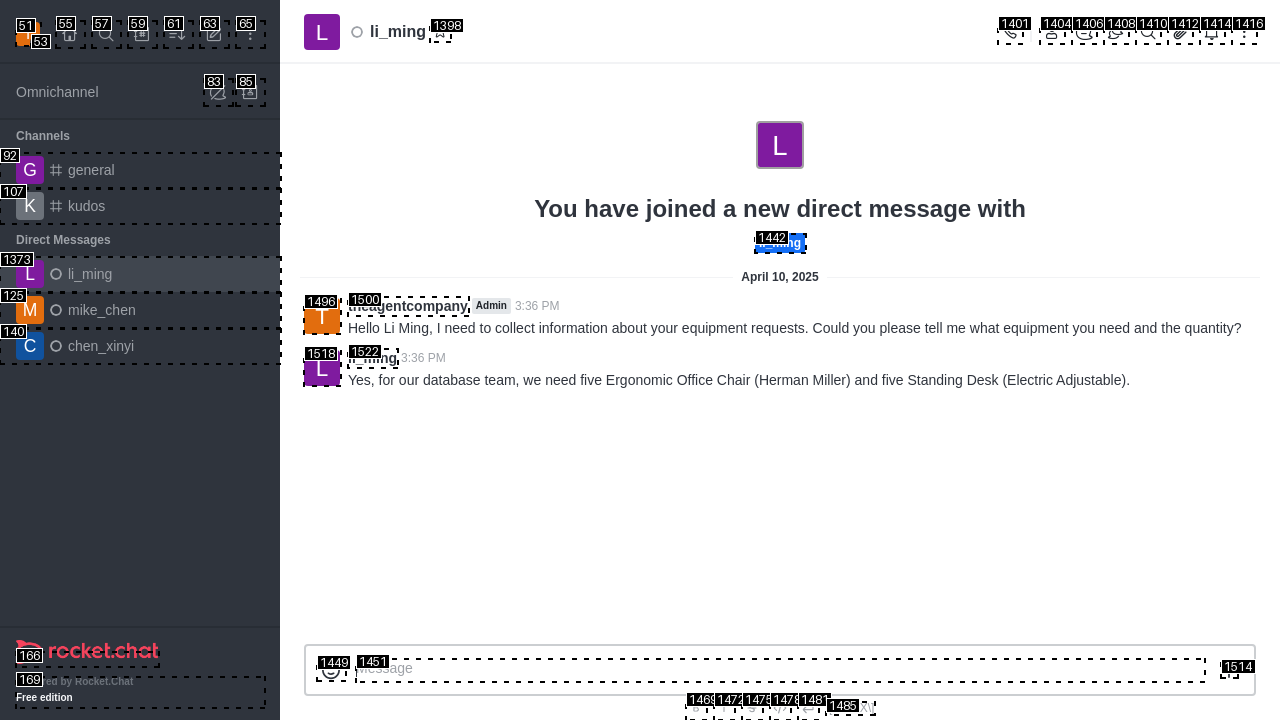 51
53
55
57
59
61
63
65
L
li_ming
1398
1401
1404
1406
1408
1410
1412
1414
1416
Omnichannel
83
85
Channels
92
G
general
107
K
kudos
Direct Messages
1373
L
li_ming
125
M
mike_chen
140
C
chen_xinyi
166
rocket.chat
169
by Rocket.Chat
Free edition
L
You have joined a new direct message with
1442
April 10, 2025
1496
T
1500
theagentcompany
Admin
3:36 PM
Hello Li Ming, I need to collect information about your equipment requests. Could you please tell me what equipment you need and the quantity?
1518
L
1522
li_ming
3:36 PM
Yes, for our database team, we need five Ergonomic Office Chair (Herman Miller) and five Standing Desk (Electric Adjustable).
1449
1451
Message
1514
1469
1472
1475
1478
1481
1485